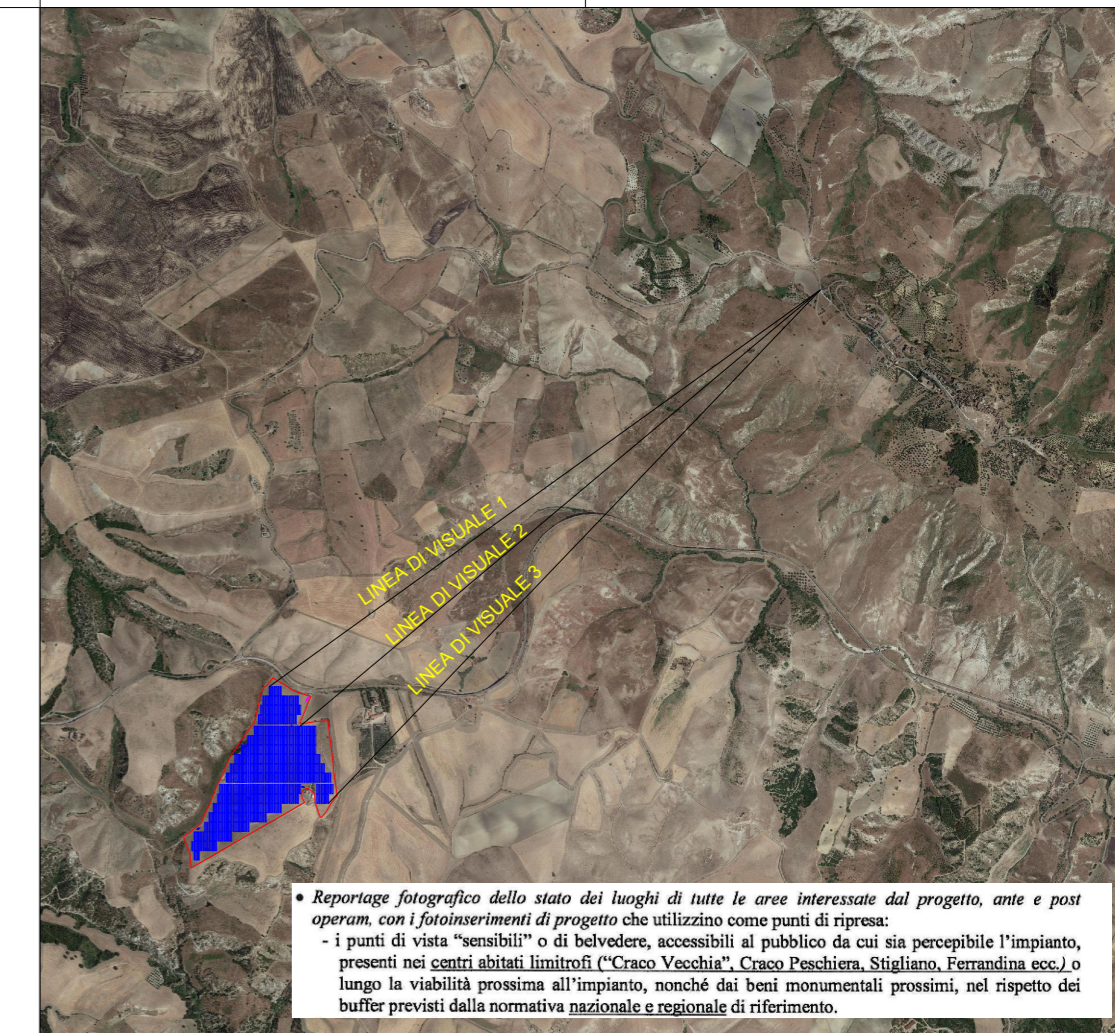 LINEA DI VISUALE 1
LINEA DI VISUALE 2
LINEA DI VISUALE 3
• Reportage fotografico dello stato dei luoghi di tutte le aree interessate dal progetto, ante e post
operam, con i fotoinserimenti di progetto che utilizzino come punti di ripresa:
- i punti di vista “sensibili” o di belvedere, accessibili al pubblico da cui sia percepibile l’impianto,
presenti nei centri abitati limitrofi (“Craco Vecchia”, Craco Peschiera, Stigliano, Ferrandina ecc.) o
lungo la viabilità prossima all’impianto, nonché dai beni monumentali prossimi, nel rispetto dei
buffer previsti dalla normativa nazionale e regionale di riferimento.